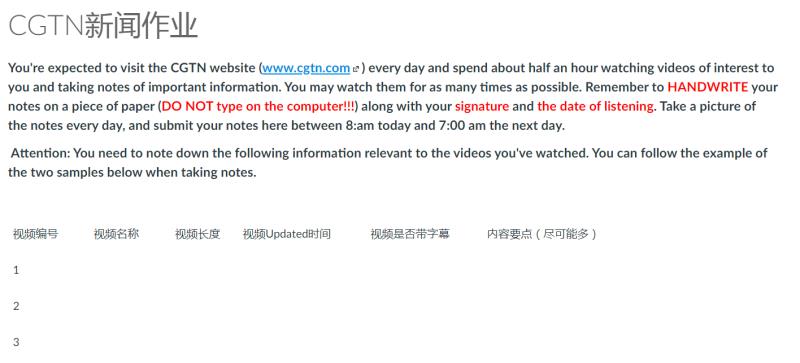 CGTN新闻作业
You're expected to visit the CGTN website (www.cgtn.com) every day and spend about half an hour watching videos of interest to
you and taking notes of important information. You may watch them for as many times as possible. Remember to HANDWRITE your
notes on a piece of paper (DO NOT type on the computer!!!) along with your signature and the date of listening. Take a picture of
the notes every day, and submit your notes here between 8:am today and 7:00 am the next day.
Attention: You need to note down the following information relevant to the videos you've watched. You can follow the example of
the two samples below when taking notes.
视频编号 视频名称 视频长度 视频Updated时间 视频是否带字幕 内容要点（尽可能多）
1
2
3